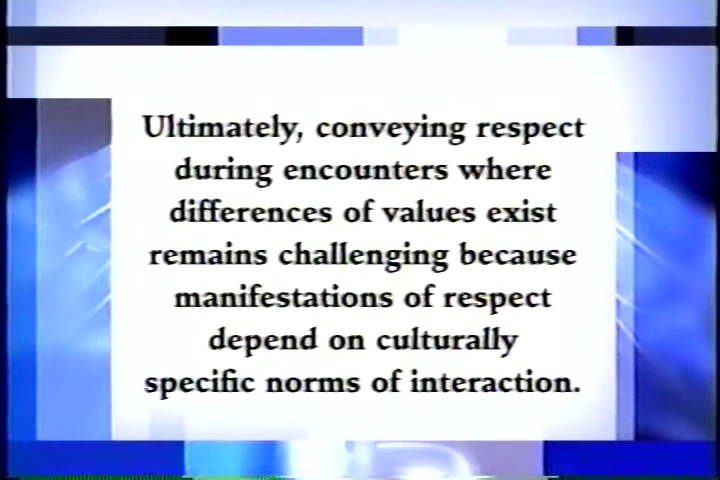 Ultimately, conveying respect
during encounters where
differences of values exist
remains challenging because
manifestations of respect
depend on culturally
specific norms of interaction.